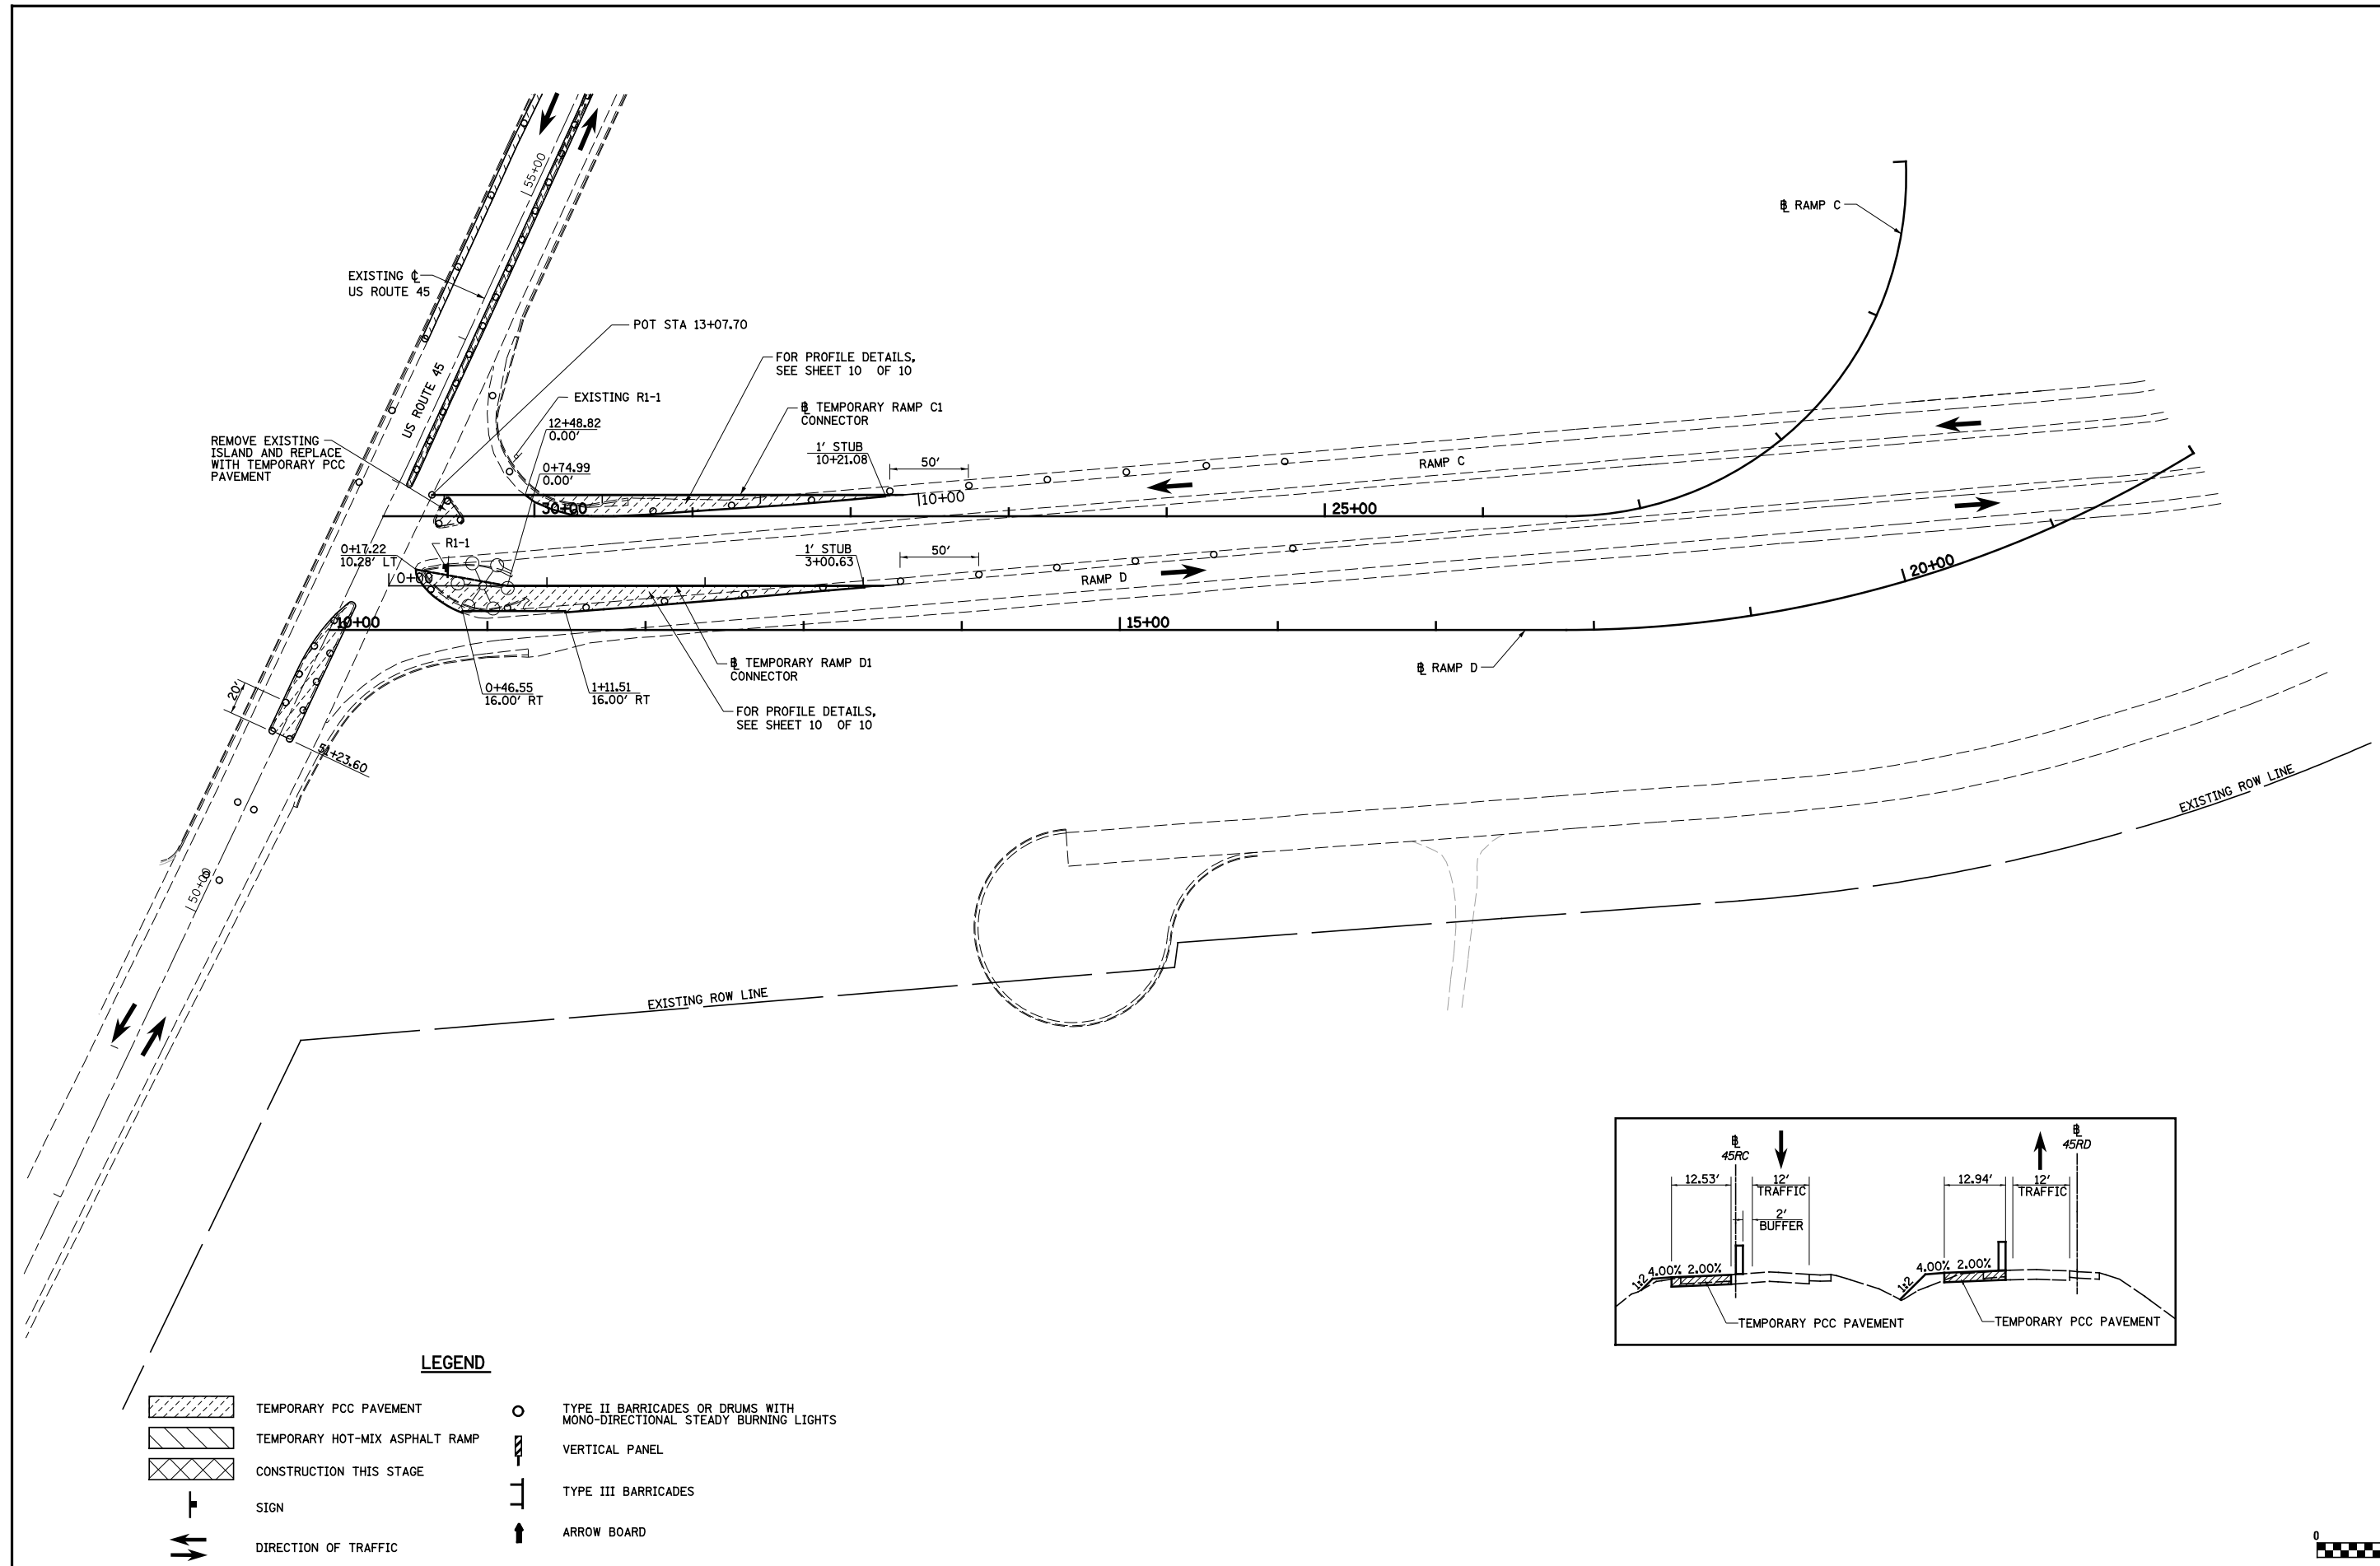 55+00
EXISTING ℄
US ROUTE 45
US ROUTE 45
POT STA 13+07.70
FOR PROFILE DETAILS,
SEE SHEET 10 OF 10
EXISTING R1-1
℄ TEMPORARY RAMP C1
CONNECTOR
12+48.82
0.00'
0+74.99
0.00'
1' STUB
10+21.08
50'
10+00
REMOVE EXISTING
ISLAND AND REPLACE
WITH TEMPORARY PCC
PAVEMENT
30+00
25+00
RAMP C
℄ RAMP C
R1-1
0+17.22
10.28' LT
0+00
1' STUB
3+00.63
50'
RAMP D
20+00
10+00
15+00
℄ RAMP D
℄ TEMPORARY RAMP D1
CONNECTOR
0+46.55
16.00' RT
1+11.51
16.00' RT
FOR PROFILE DETAILS,
SEE SHEET 10 OF 10
20'
51+23.60
50+00
EXISTING ROW LINE
EXISTING ROW LINE
℄
45RC
12.53'
12'
TRAFFIC
2'
BUFFER
1:2
4.00% 2.00%
TEMPORARY PCC PAVEMENT
℄
45RD
12.94'
12'
TRAFFIC
1:2
4.00% 2.00%
TEMPORARY PCC PAVEMENT
LEGEND
TEMPORARY PCC PAVEMENT
TEMPORARY HOT-MIX ASPHALT RAMP
CONSTRUCTION THIS STAGE
SIGN
DIRECTION OF TRAFFIC
TYPE II BARRICADES OR DRUMS WITH
MONO-DIRECTIONAL STEADY BURNING LIGHTS
VERTICAL PANEL
TYPE III BARRICADES
ARROW BOARD
0